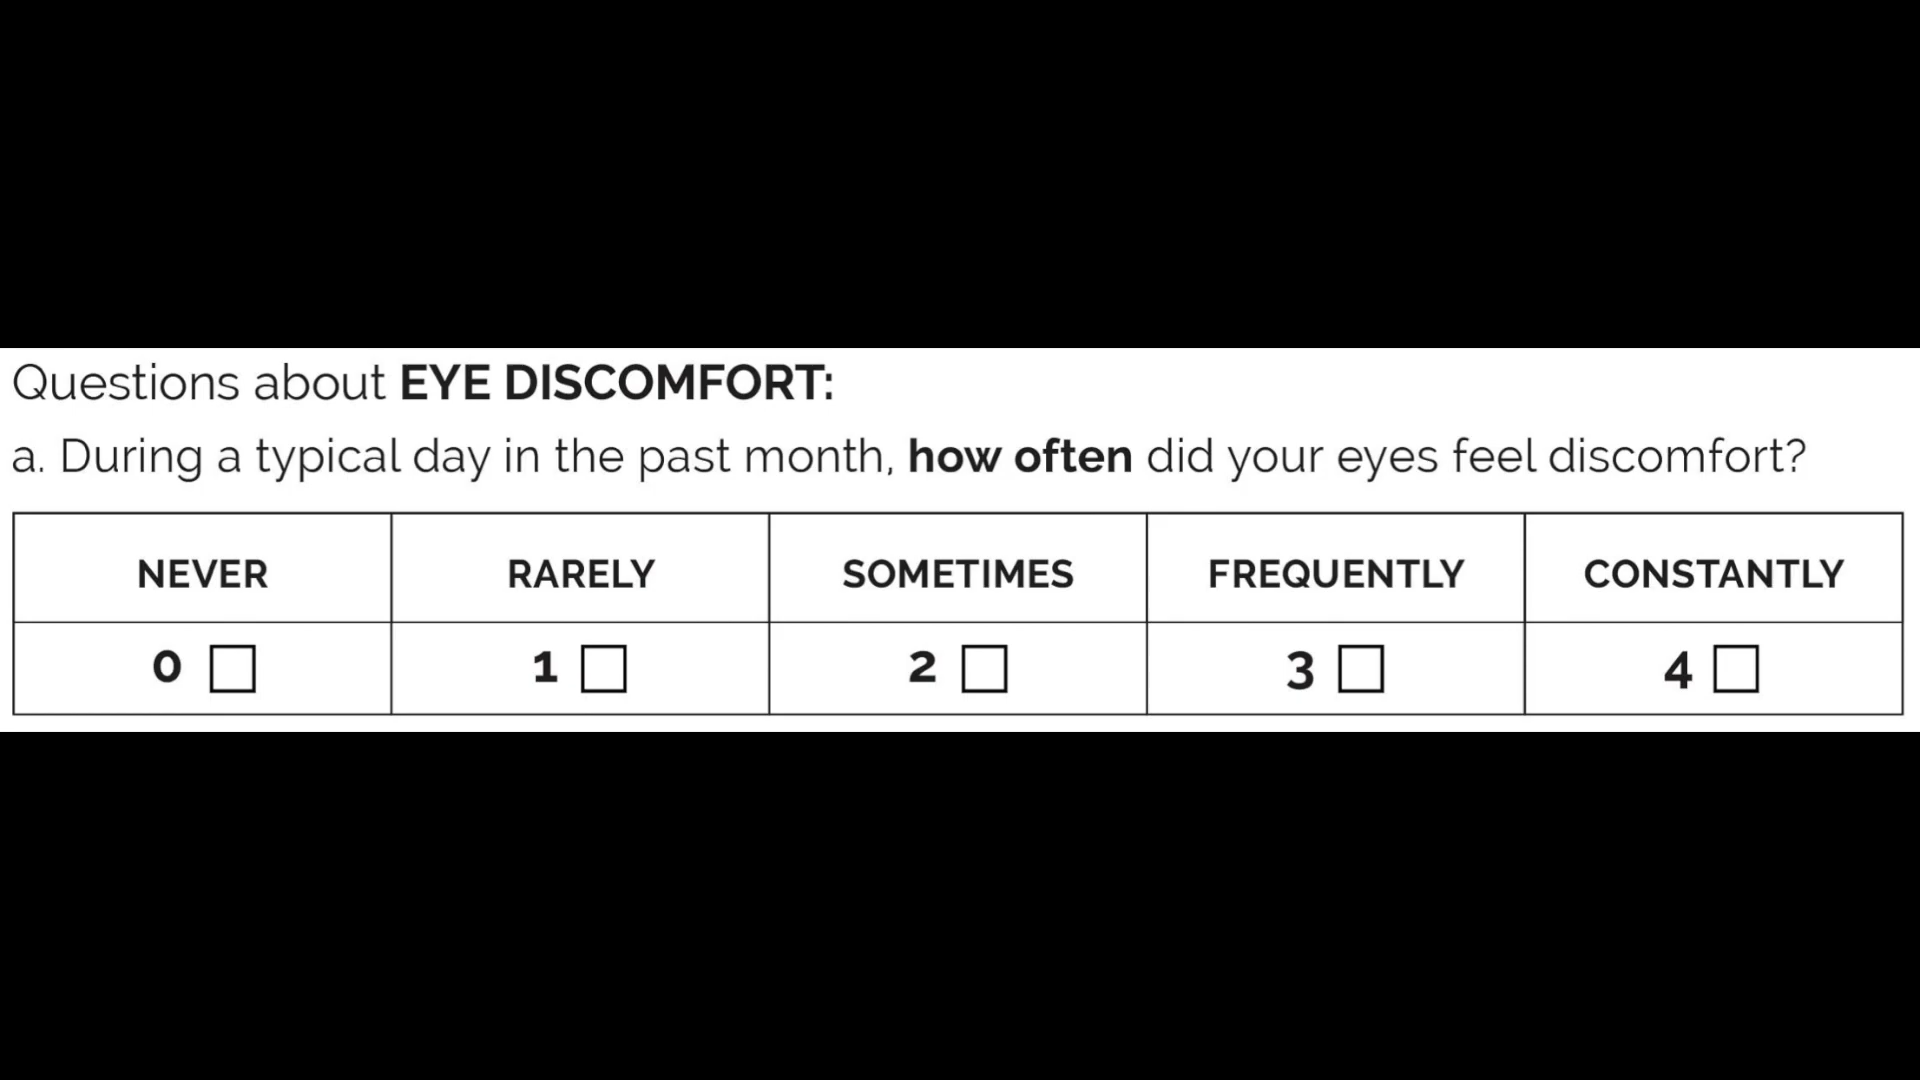 Questions about EYE DISCOMFORT:
a. During a typical day in the past month, how often did your eyes feel discomfort?
NEVER RARELY SOMETIMES FREQUENTLY CONSTANTLY
0 1 2 3 4